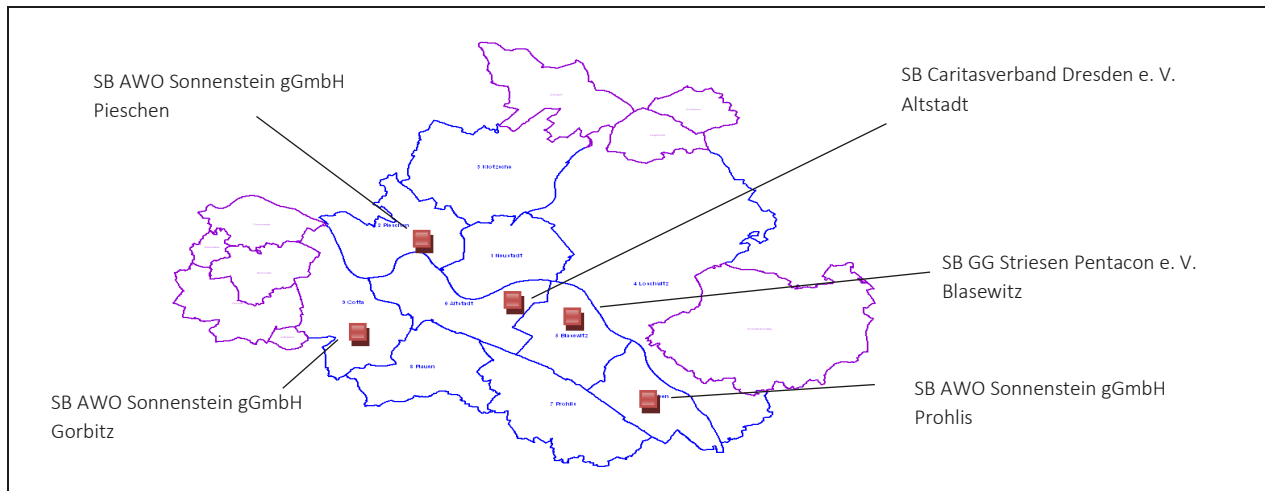 SB AWO Sonnenstein gGmbH
Pieschen
SB Caritasverband Dresden e. V.
Altstadt
5 Klotzsche
2 Pieschen
1 Neustadt
SB GG Striesen Pentacon e. V.
Blasewitz
4 Loschwitz
3 Cotta
6 Altstadt
5 Blasewitz
8 Plauen
SB AWO Sonnenstein gGmbH
Gorbitz
7 Prohlis
SB AWO Sonnenstein gGmbH
Prohlis